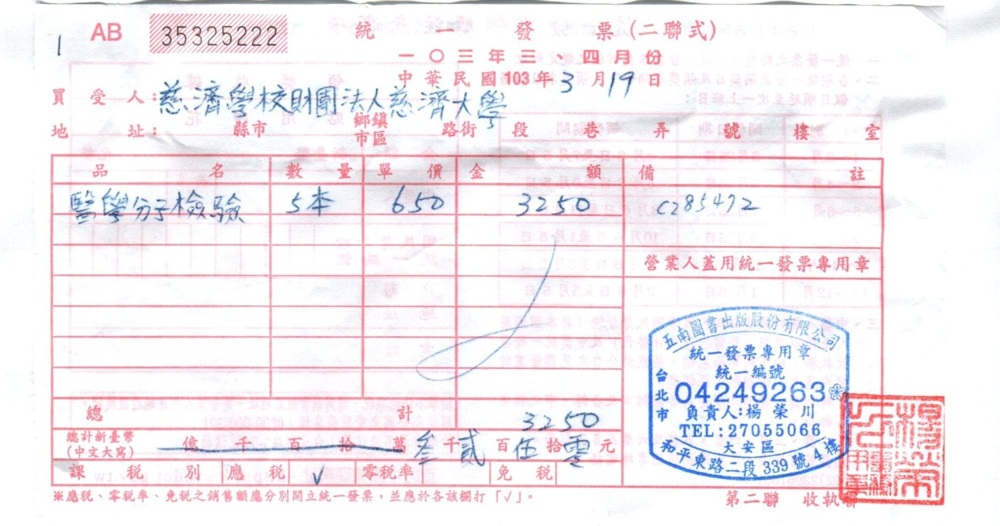 1
AB 35325222 統一發票(二聯式)
一〇三年三、四月份
中華民國103年3月19日
買受人:慈濟學校財團法人慈濟大學
地址: 縣市 鄉鎮市區 路街 段 巷 弄 號 樓 室
品名 數量 單價 金額 備註
醫學分子檢驗 5本 650 3250 C285472
營業人蓋用統一發票專用章
五南圖書出版股份有限公司
統一發票專用章
統一編號
台北市 04249263
負責人:楊榮川
TEL:27055066
大安區
和平東路二段339號4樓
總計 3250
總計新臺幣
(中文大寫) 億千百拾萬叁千貳百伍拾零元
課稅別 應稅 √ 零稅率 免稅
※應稅、零稅率、免稅之銷售額應分別開立統一發票,並應於各該欄打「√」。
第二聯 收執聯